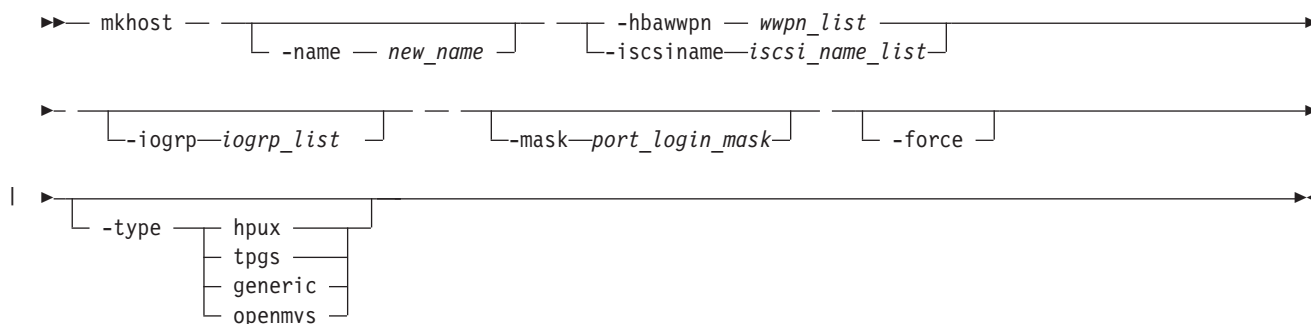 mkhost -hbawwpn wwpn_list
-name new_name -iscsiname iscsi_name_list
-iogrp iogrp_list -mask port_login_mask -force
|
-type hpux
tpgs
generic
openmvs